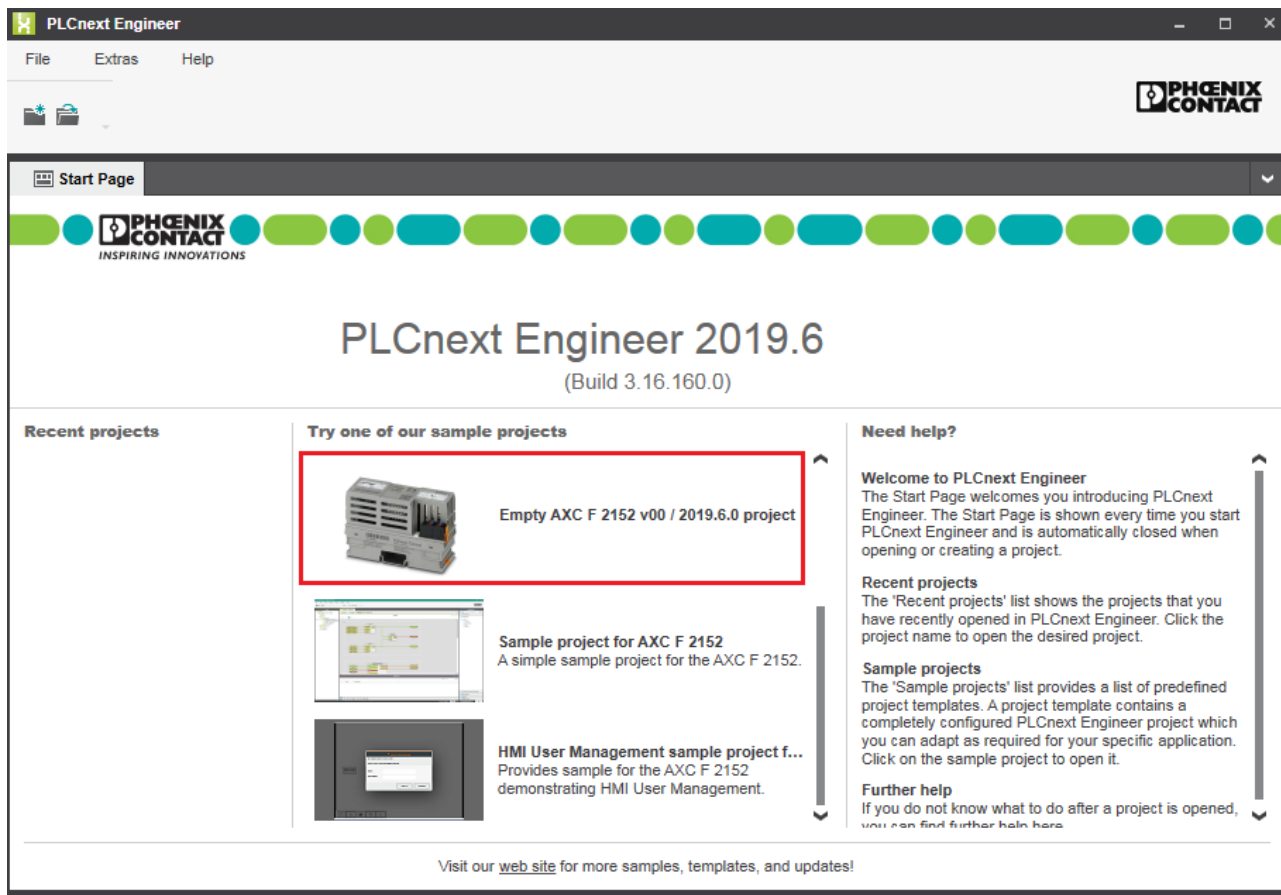 PLCnext Engineer
File Extras Help
PHŒNIX
CONTACT
Start Page
PHŒNIX
CONTACT
INSPIRING INNOVATIONS
PLCnext Engineer 2019.6
(Build 3.16.160.0)
Recent projects
Try one of our sample projects
Empty AXC F 2152 v00 / 2019.6.0 project
Sample project for AXC F 2152
A simple sample project for the AXC F 2152.
HMI User Management sample project f...
Provides sample for the AXC F 2152
demonstrating HMI User Management.
Need help?
Welcome to PLCnext Engineer
The Start Page welcomes you introducing PLCnext
Engineer. The Start Page is shown every time you start
PLCnext Engineer and is automatically closed when
opening or creating a project.
Recent projects
The 'Recent projects' list shows the projects that you
have recently opened in PLCnext Engineer. Click the
project name to open the desired project.
Sample projects
The 'Sample projects' list provides a list of predefined
project templates. A project template contains a
completely configured PLCnext Engineer project which
you can adapt as required for your specific application.
Click on the sample project to open it.
Further help
If you do not know what to do after a project is opened,
you can find further help here
Visit our web site for more samples, templates, and updates!